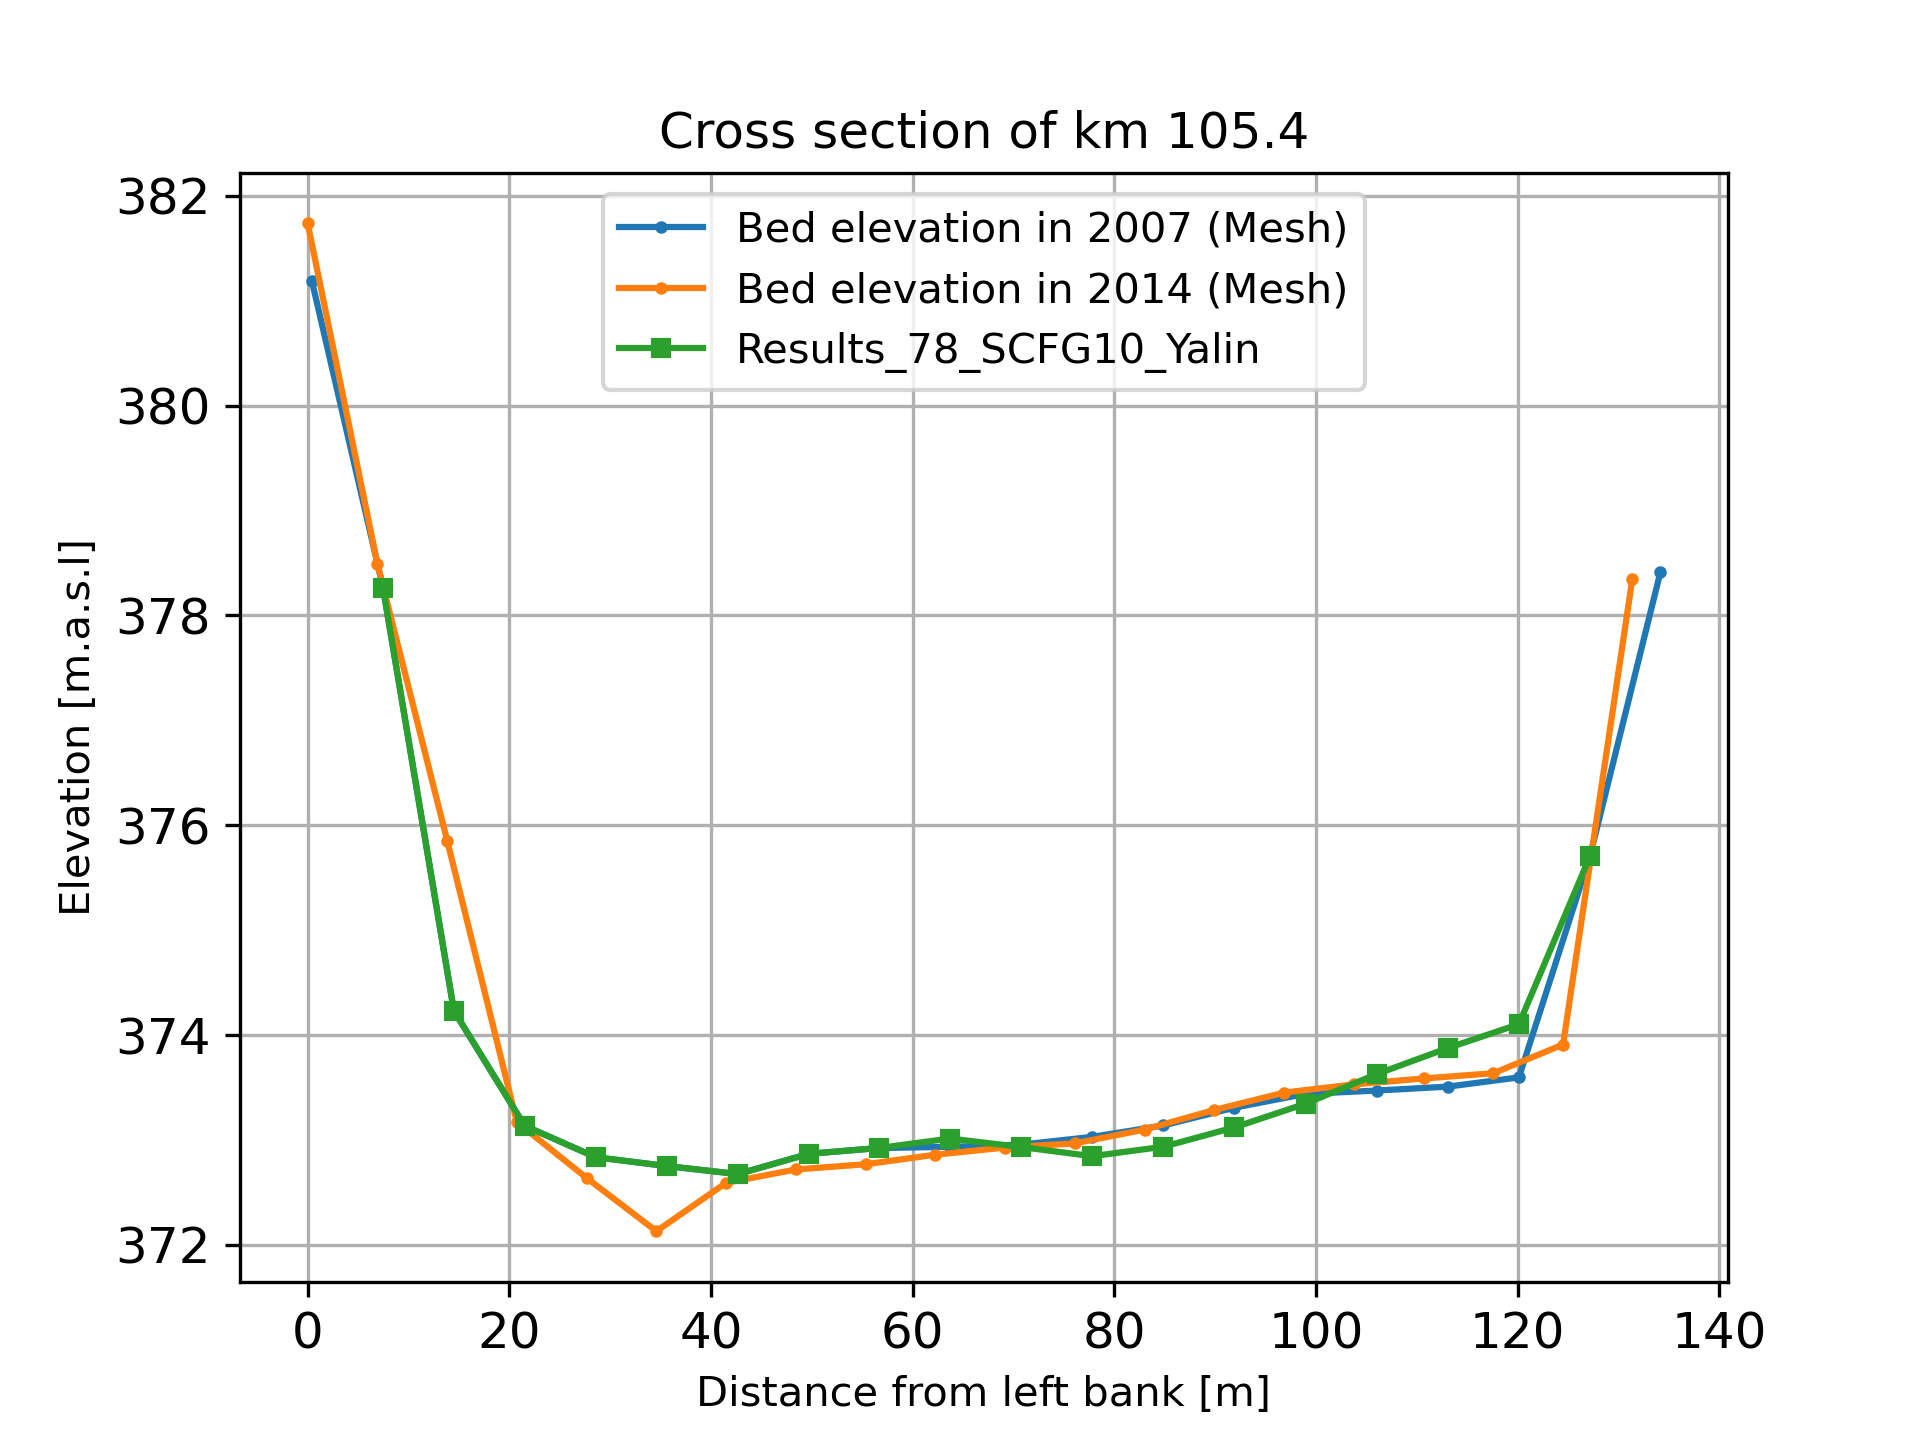 Cross section of km 105.4
Bed elevation in 2007 (Mesh)
Bed elevation in 2014 (Mesh)
Results_78_SCFG10_Yalin
382
380
378
376
374
372
Elevation [m.a.s.l]
0 20 40 60 80 100 120 140
Distance from left bank [m]